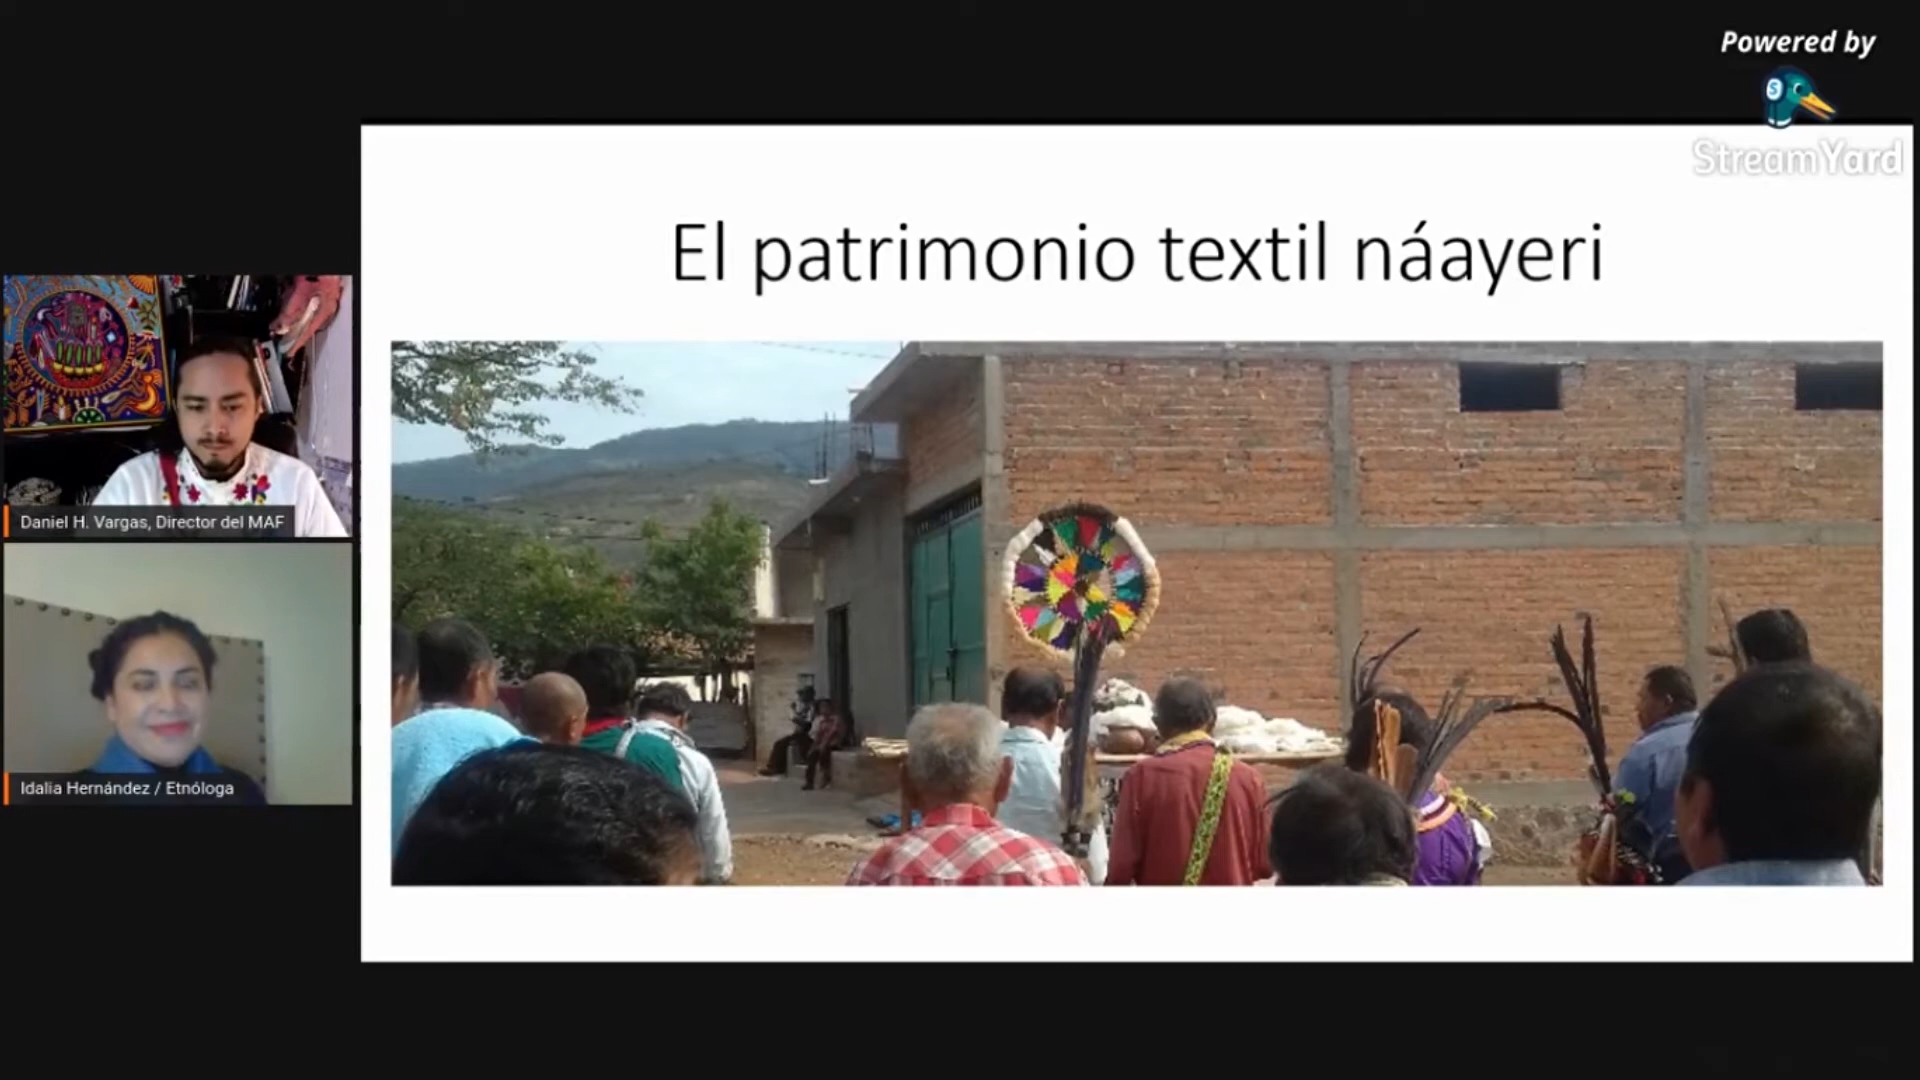 Powered by
StreamYard
El patrimonio textil náayeri
Daniel H. Vargas, Director del MAF
Idalia Hernández / Etnóloga